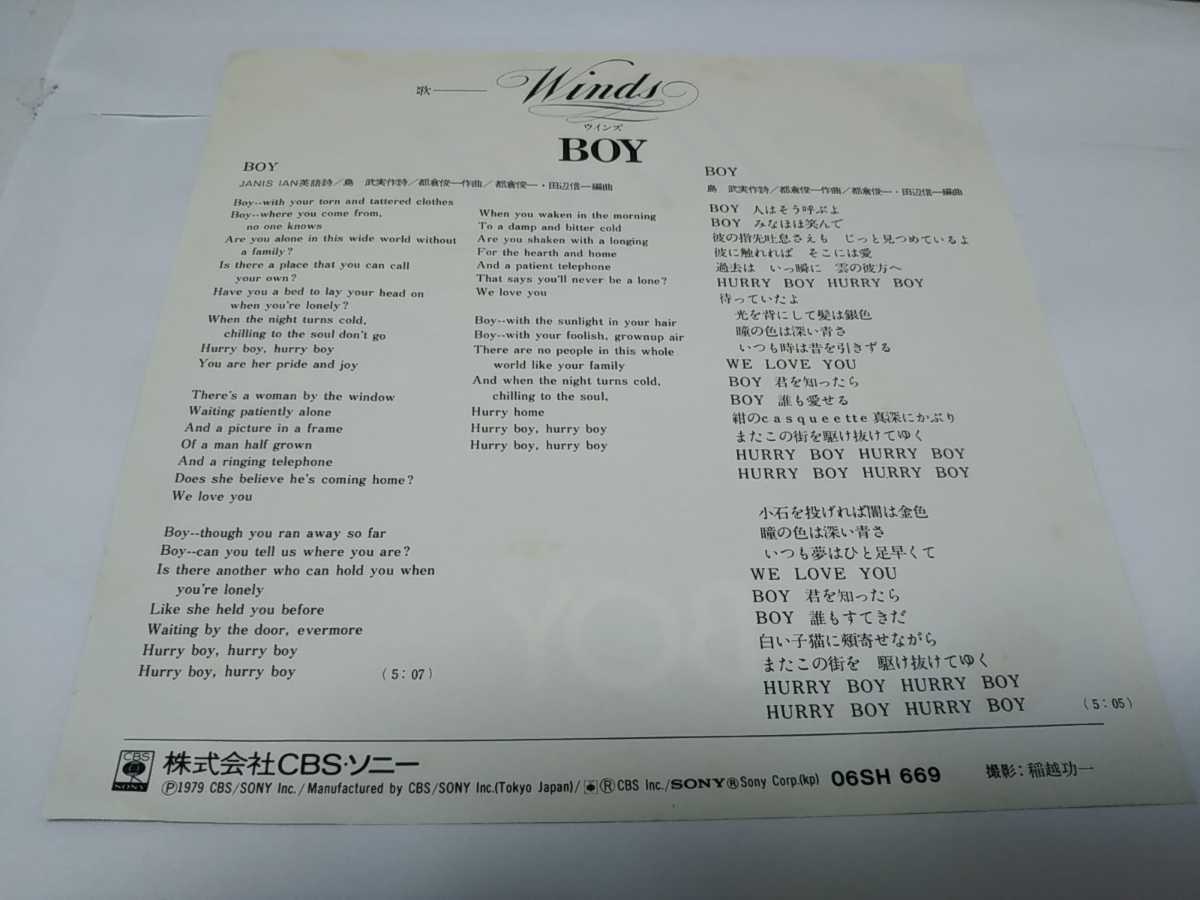 歌
Winds
ウインズ
BOY
BOY
JANIS IAN英語詩／島 武実作詩／都倉俊一作曲／都倉俊一・田辺信一編曲
Boy--with your torn and tattered clothes
Boy--where you come from,
no one knows
Are you alone in this wide world without
a family?
Is there a place that you can call
your own?
Have you a bed to lay your head on
when you're lonely?
When the night turns cold,
chilling to the soul don't go
Hurry boy, hurry boy
You are her pride and joy
There's a woman by the window
Waiting patiently alone
And a picture in a frame
Of a man half grown
And a ringing telephone
Does she believe he's coming home?
We love you
Boy--though you ran away so far
Boy--can you tell us where you are?
Is there another who can hold you when
you're lonely
Like she held you before
Waiting by the door, evermore
Hurry boy, hurry boy
Hurry boy, hurry boy
(5:07)
When you waken in the morning
To a damp and bitter cold
Are you shaken with a longing
For the hearth and home
And a patient telephone
That says you'll never be a lone?
We love you
Boy--with the sunlight in your hair
Boy--with your foolish, grownup air
There are no people in this whole
world like your family
And when the night turns cold,
chilling to the soul,
Hurry home
Hurry boy, hurry boy
Hurry boy, hurry boy
BOY
島 武実作詩／都倉俊一作曲／都倉俊一・田辺信一編曲
BOY 人はそう呼ぶよ
BOY みなほほ笑んで
彼の指先吐息さえも じっと見つめているよ
彼に触れれば そこには愛
過去は いっ瞬に 雲の彼方へ
HURRY BOY HURRY BOY
待っていたよ
光を背にして髪は銀色
瞳の色は深い青さ
いつも時は昔を引きずる
WE LOVE YOU
BOY 君を知ったら
BOY 誰も愛せる
紺のcasqueette真深にかぶり
またこの街を駆け抜けてゆく
HURRY BOY HURRY BOY
HURRY BOY HURRY BOY
小石を投げれば闇は金色
瞳の色は深い青さ
いつも夢はひと足早くて
WE LOVE YOU
BOY 君を知ったら
BOY 誰もすてきだ
白い子猫に頬寄せながら
またこの街を 駆け抜けてゆく
HURRY BOY HURRY BOY
HURRY BOY HURRY BOY
(5:05)
CBS
SONY
株式会社CBS・ソニー
Ⓟ1979 CBS/SONY Inc./Manufactured by CBS/SONY Inc.(Tokyo Japan)/Ⓡ CBS Inc./SONY Ⓡ Sony Corp.(kp) 06SH 669
撮影：稲越功一